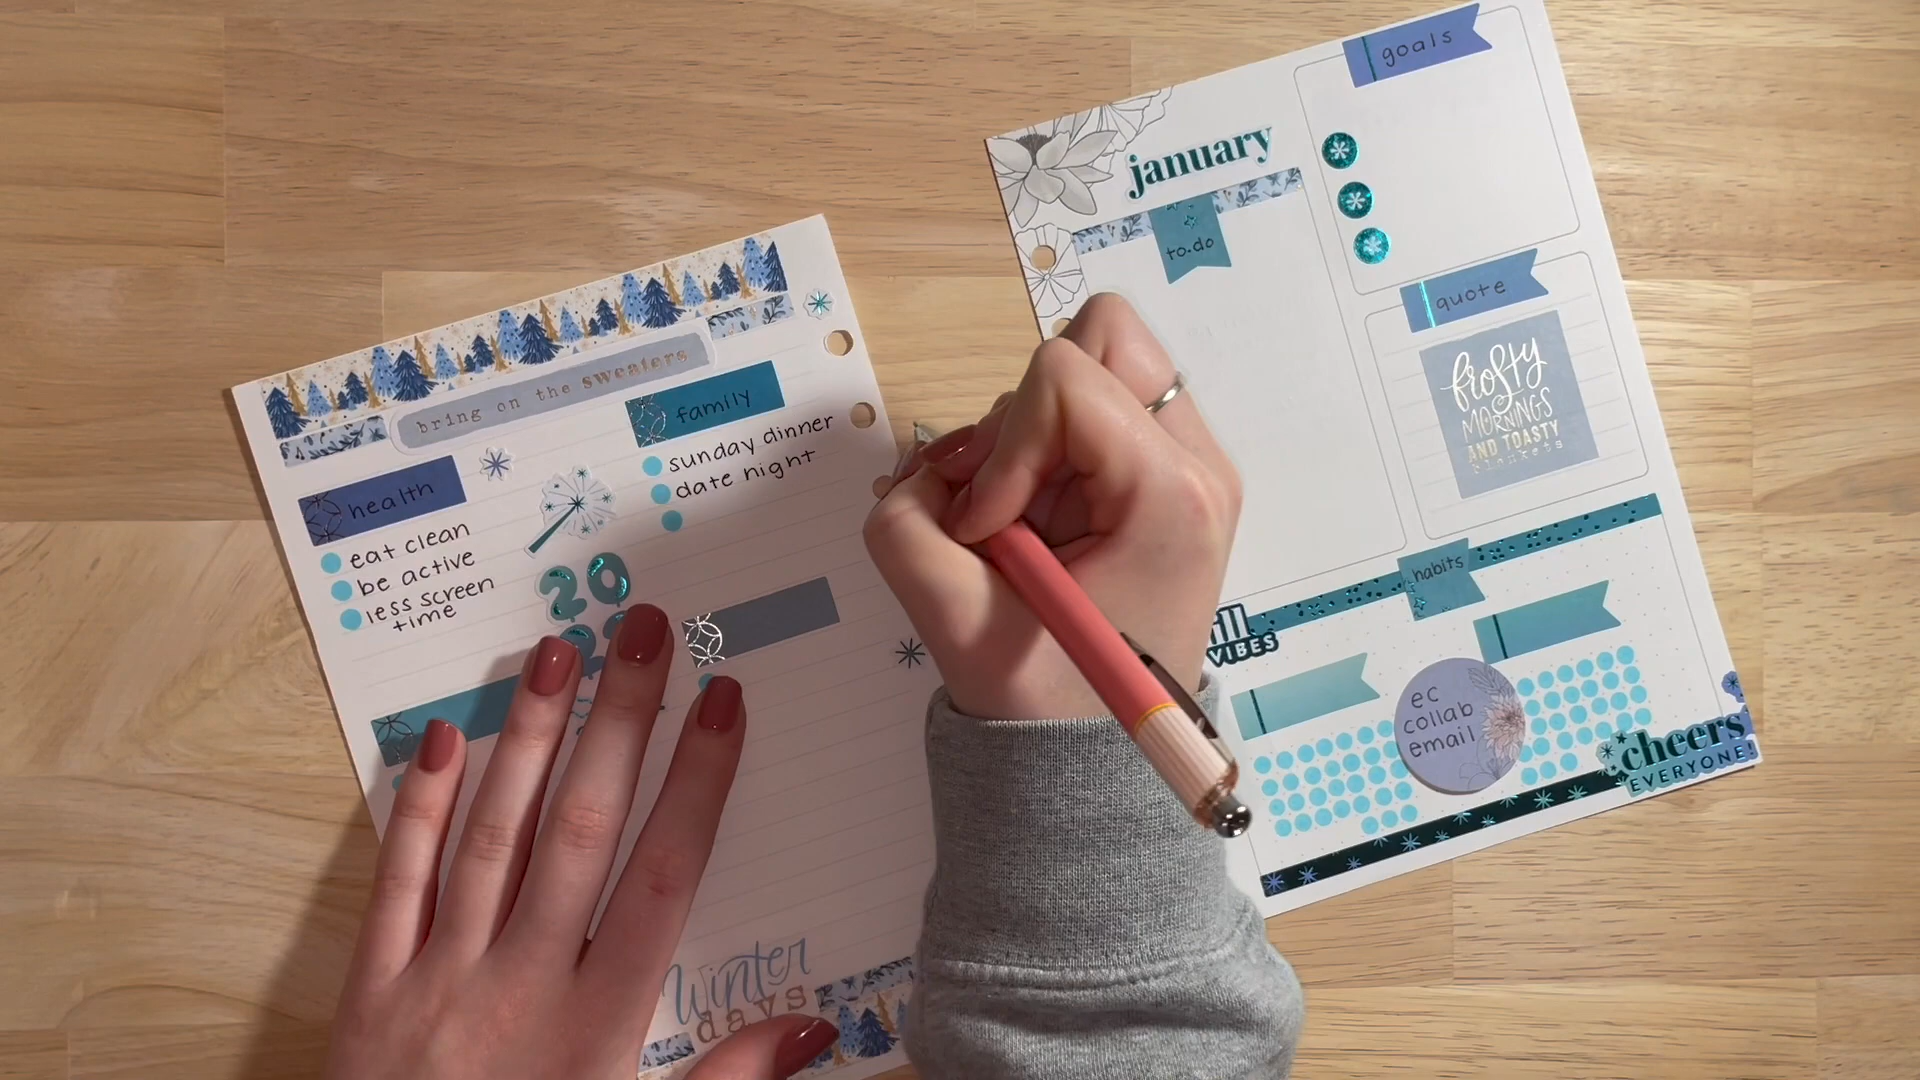 bring on the sweaters
health
eat clean
be active
less screen
time
family
sunday dinner
date night
20
Winter
days
january
to.do
goals
quote
frosty
MORNINGS
AND TOASTY
blankets
habits
VIBES
ec
collab
email
cheers
EVERYONE!